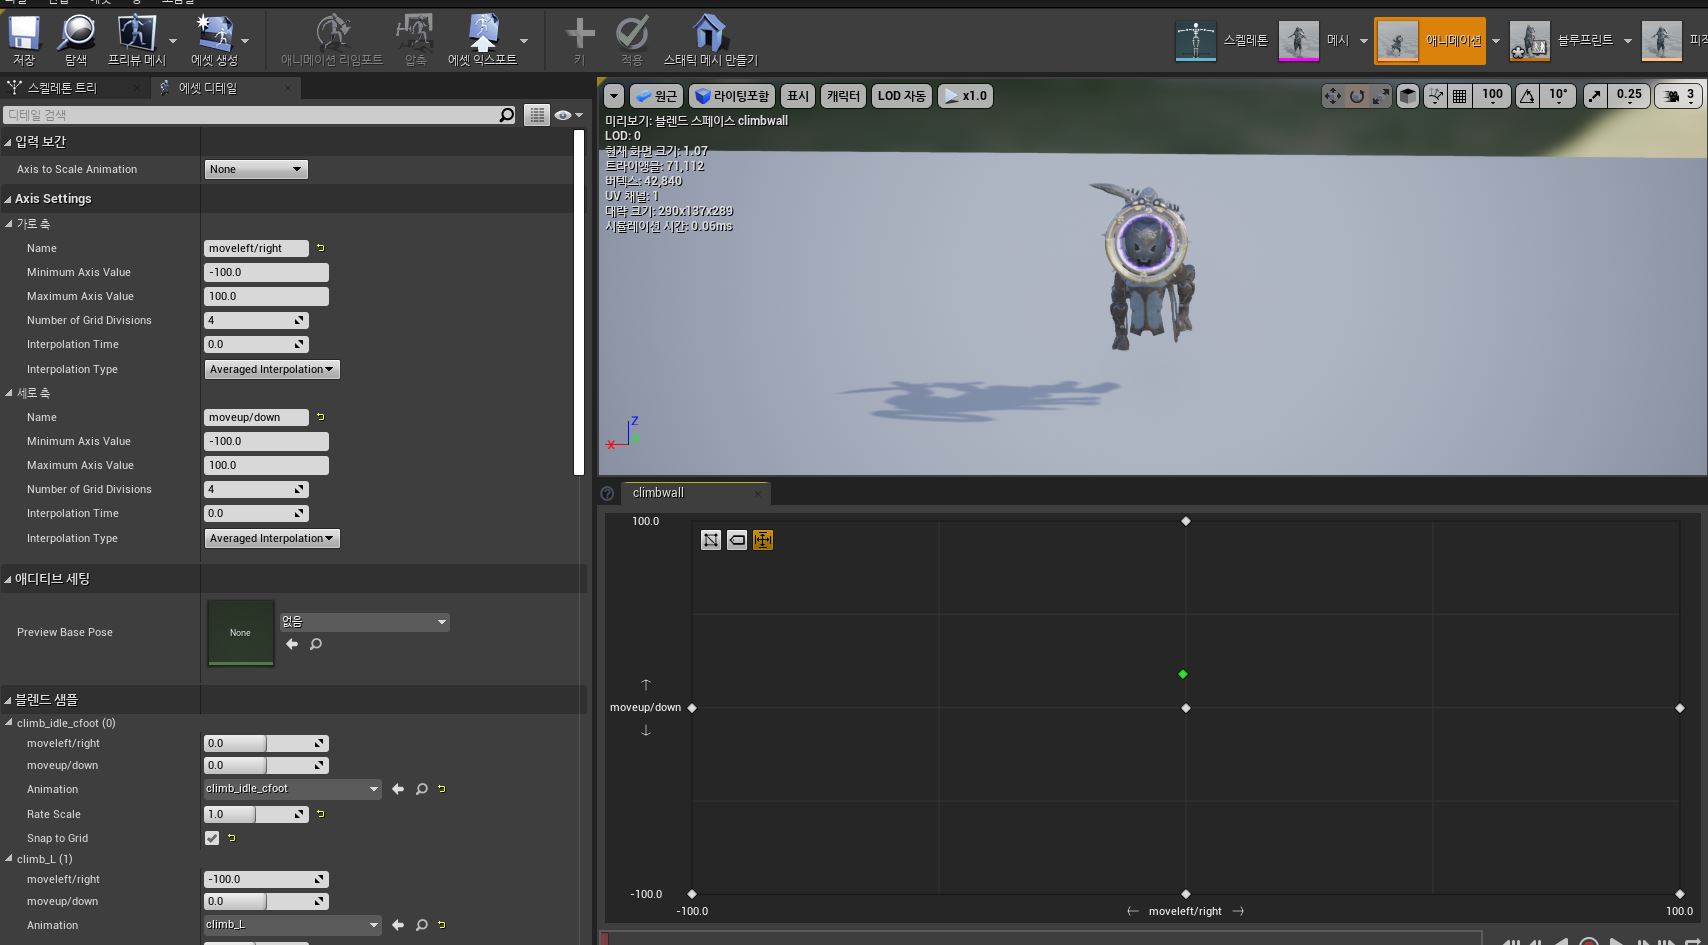 저장
탐색
프리뷰 메시
에셋 생성
애니메이션 리임포트
압축
에셋 익스포트
키
적용
스태틱 메시 만들기
스켈레톤
메시
애니메이션
블루프린트
스켈레톤 트리
에셋 디테일
디테일 검색
입력 보간
Axis to Scale Animation
None
Axis Settings
가로 축
Name
moveleft/right
Minimum Axis Value
-100.0
Maximum Axis Value
100.0
Number of Grid Divisions
4
Interpolation Time
0.0
Interpolation Type
Averaged Interpolation
세로 축
Name
moveup/down
Minimum Axis Value
-100.0
Maximum Axis Value
100.0
Number of Grid Divisions
4
Interpolation Time
0.0
Interpolation Type
Averaged Interpolation
애디티브 세팅
Preview Base Pose
None
없음
블렌드 샘플
climb_idle_cfoot (0)
moveleft/right
0.0
moveup/down
0.0
Animation
climb_idle_cfoot
Rate Scale
1.0
Snap to Grid
climb_L (1)
moveleft/right
-100.0
moveup/down
0.0
Animation
climb_L
원근
라이팅포함
표시
캐릭터
LOD 자동
x1.0
100
10°
0.25
3
미리보기: 블렌드 스페이스 climbwall
LOD: 0
현재 화면 크기: 1.07
트라이앵글: 71,112
버텍스: 42,840
UV 채널: 1
대략 크기: 290x137x289
시뮬레이션 시간: 0.06ms
Z
X
climbwall
100.0
moveup/down
-100.0
-100.0
moveleft/right
100.0